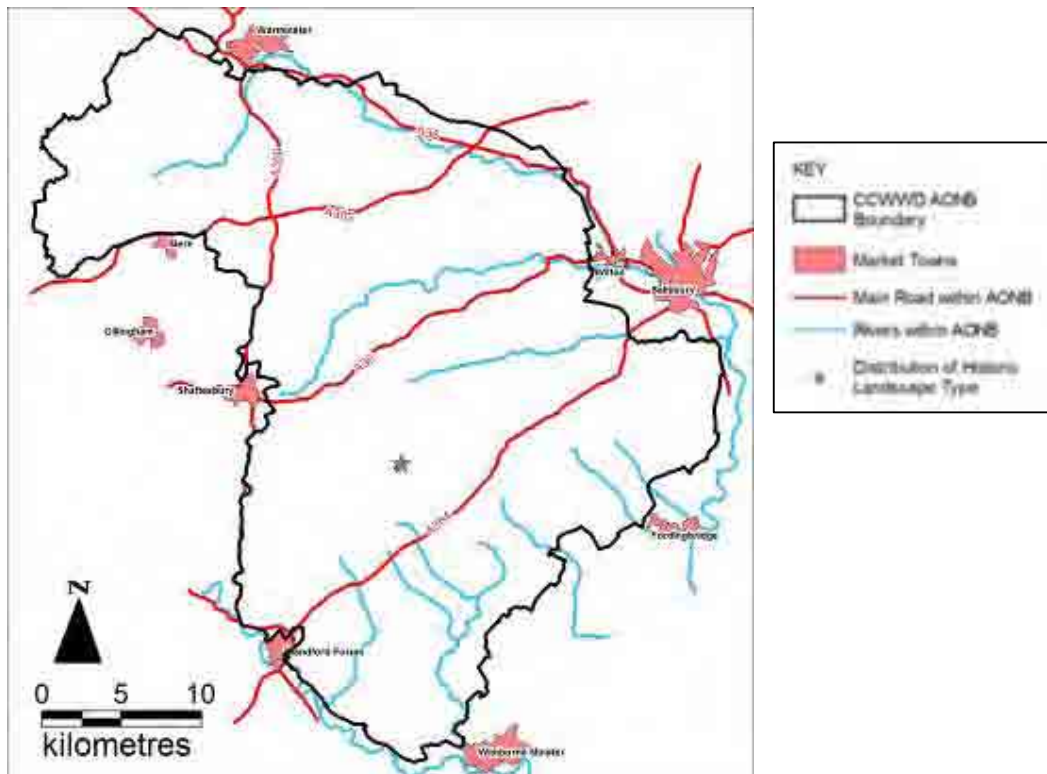 Warminster
A36
A350
A303
Mere
Wilton
Salisbury
Gillingham
A30
Shaftesbury
A354
Fordingbridge
N
Blandford Forum
0 5 10
kilometres
Wimborne Minster
KEY
CCWWD AONB
Boundary
Market Towns
Main Road within AONB
Rivers within AONB
Distribution of Historic
Landscape Type